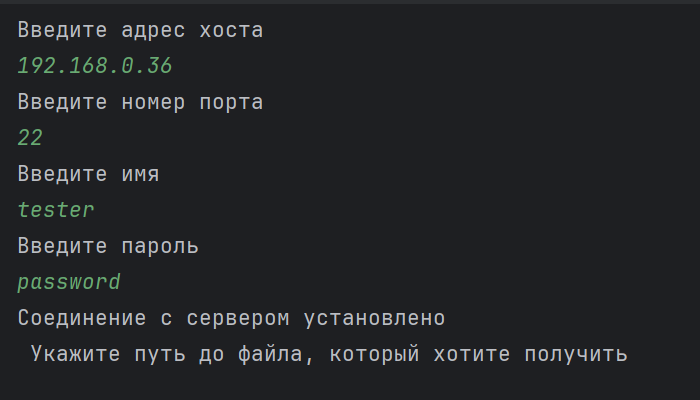 Введите адрес хоста
192.168.0.36
Введите номер порта
22
Введите имя
tester
Введите пароль
password
Соединение с сервером установлено
Укажите путь до файла, который хотите получить